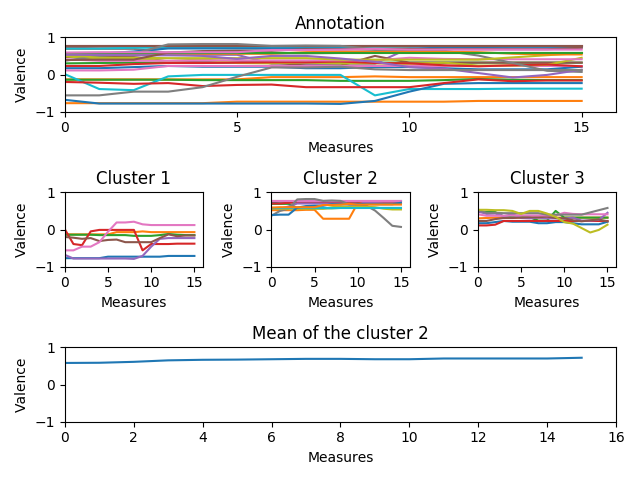 Annotation
Valence
1
0
−1
0 5 10 15
Measures
Cluster 1 Cluster 2 Cluster 3
Valence Valence Valence
1 1 1
0 0 0
−1 −1 −1
0 5 10 15 0 5 10 15 0 5 10 15
Measures Measures Measures
Mean of the cluster 2
Valence
1
0
−1
0 2 4 6 8 10 12 14 16
Measures